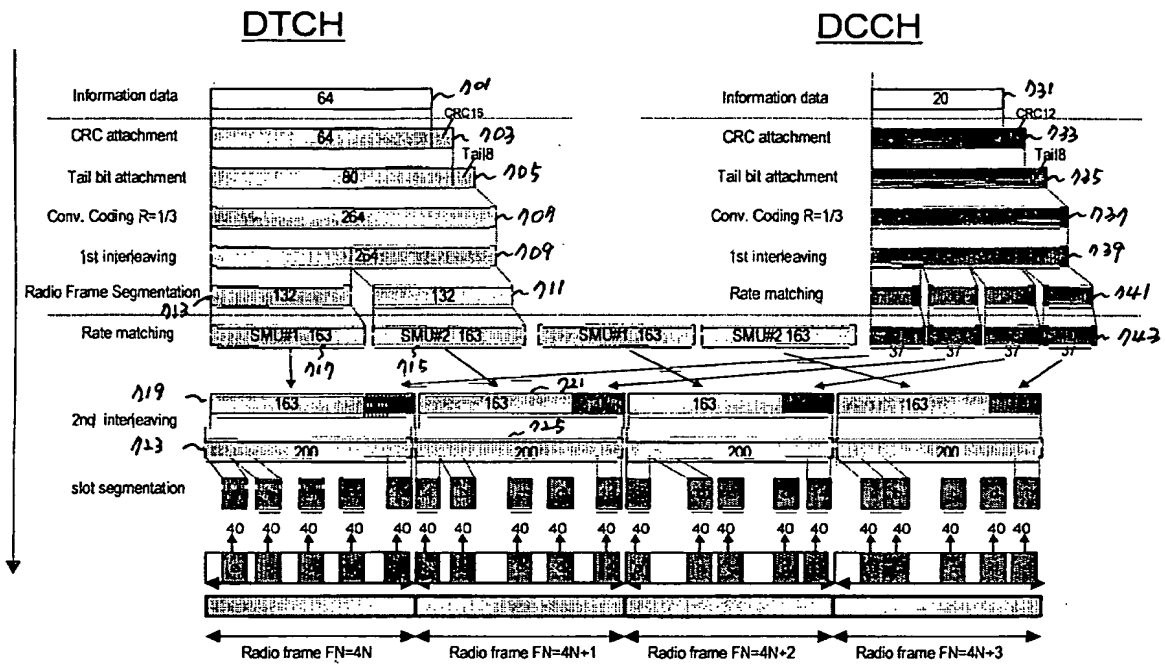 DTCH DCCH
Information data 64 701 Information data 20 731
CRC16 CRC12
CRC attachment 64 703 CRC attachment 733
Tail8 Tail8
Tail bit attachment 80 705 Tail bit attachment 735
Conv. Coding R=1/3 264 707 Conv. Coding R=1/3 737
1st interleaving 264 709 1st interleaving 739
Radio Frame Segmentation 132 132 711 Rate matching 741
713
Rate matching SMU#1 163 SMU#2 163 SMU#1 163 SMU#2 163 743
717 715 37 37 37 37
719 721
163 163 163 163
2nd interleaving 725
723 200 200 200 200
slot segmentation
40 40 40 40 40 40 40 40 40 40 40 40 40 40 40 40 40 40 40
Radio frame FN=4N Radio frame FN=4N+1 Radio frame FN=4N+2 Radio frame FN=4N+3